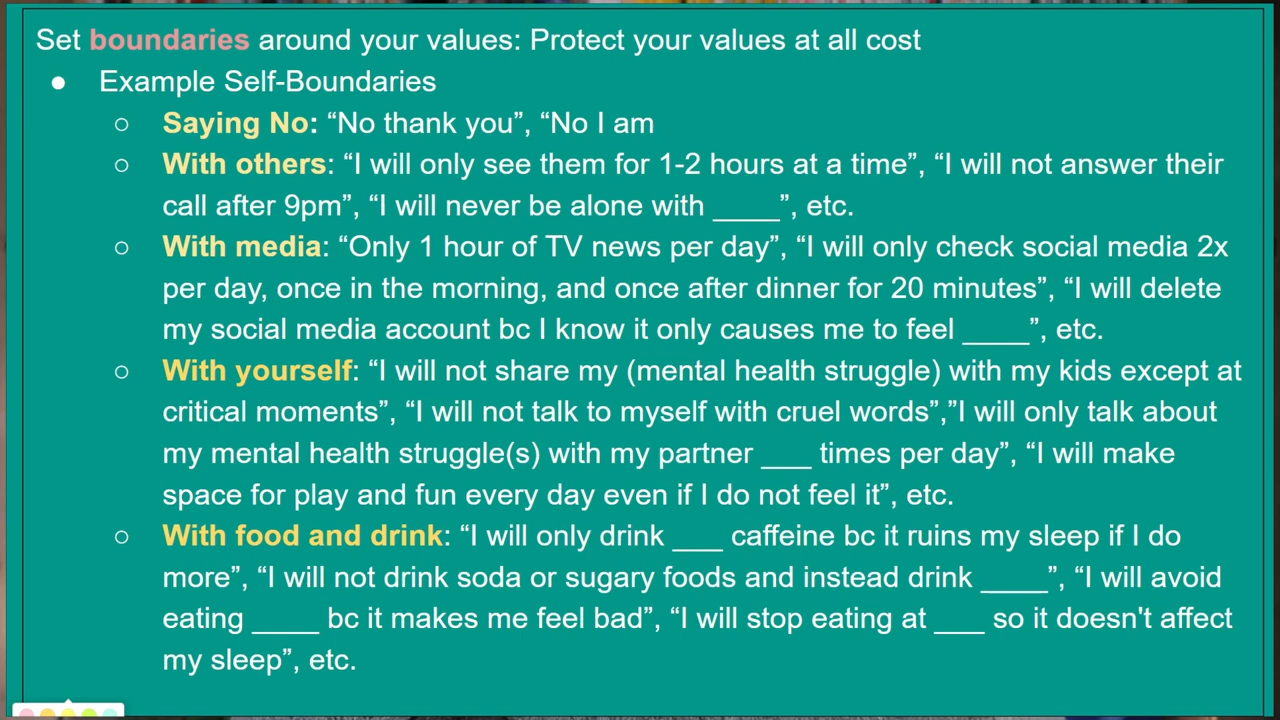 Set boundaries around your values: Protect your values at all cost
● Example Self-Boundaries
○ Saying No: “No thank you”, “No I am
○ With others: “I will only see them for 1-2 hours at a time”, “I will not answer their
call after 9pm”, “I will never be alone with ____”, etc.
○ With media: “Only 1 hour of TV news per day”, “I will only check social media 2x
per day, once in the morning, and once after dinner for 20 minutes”, “I will delete
my social media account bc I know it only causes me to feel ____”, etc.
○ With yourself: “I will not share my (mental health struggle) with my kids except at
critical moments”, “I will not talk to myself with cruel words”,”I will only talk about
my mental health struggle(s) with my partner ___ times per day”, “I will make
space for play and fun every day even if I do not feel it”, etc.
○ With food and drink: “I will only drink ___ caffeine bc it ruins my sleep if I do
more”, “I will not drink soda or sugary foods and instead drink ____”, “I will avoid
eating ____ bc it makes me feel bad”, “I will stop eating at ___ so it doesn't affect
my sleep”, etc.